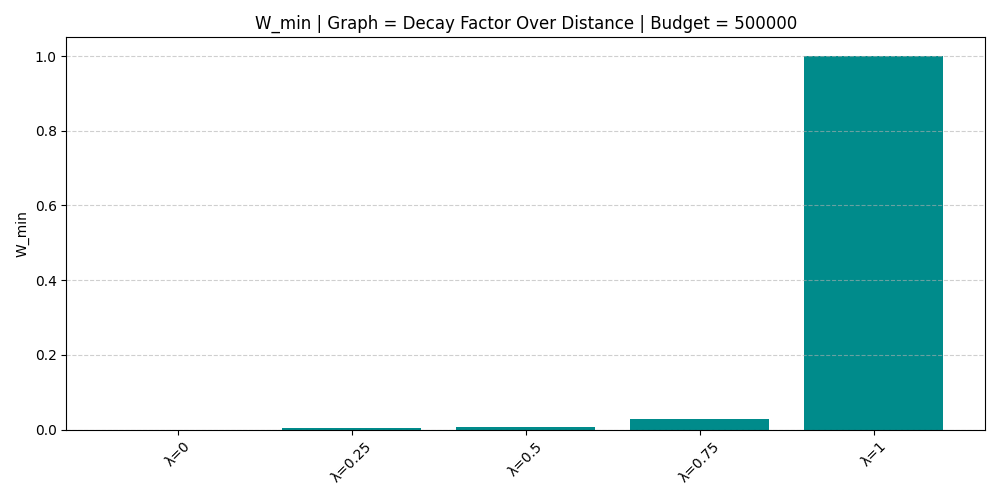 W_min | Graph = Decay Factor Over Distance | Budget = 500000
1.0
0.8
0.6
0.4
0.2
0.0
W_min
λ=0
λ=0.25
λ=0.5
λ=0.75
λ=1